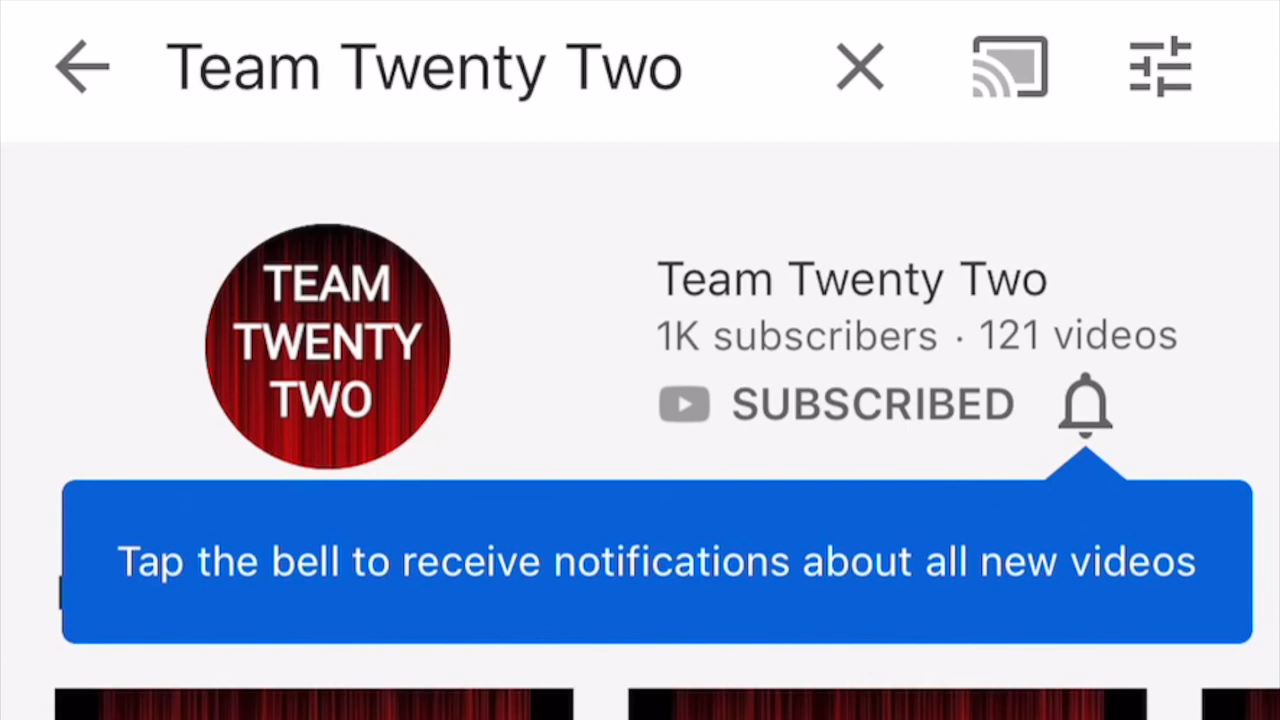 Team Twenty Two
TEAM
TWENTY
TWO
Team Twenty Two
1K subscribers · 121 videos
SUBSCRIBED
Tap the bell to receive notifications about all new videos